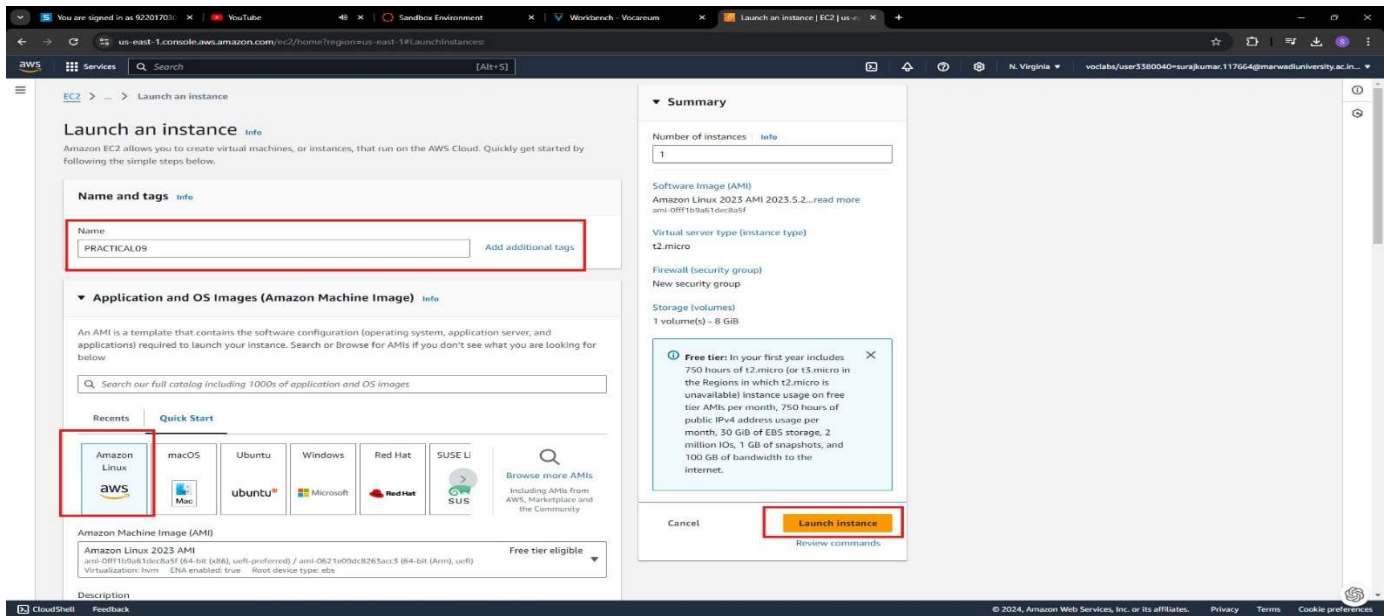 You are signed in as 922017030
YouTube
Sandbox Environment
Workbench - Vocareum
Launch an instance | EC2 | us-e
us-east-1.console.aws.amazon.com/ec2/home?region=us-east-1#LaunchInstances:
aws
Services
Search
[Alt+S]
N. Virginia
voclabs/user3380040=surajkumar.117664@marwadiuniversity.ac.in...
EC2 > ... > Launch an instance
Launch an instance Info
Amazon EC2 allows you to create virtual machines, or instances, that run on the AWS Cloud. Quickly get started by
following the simple steps below.
Name and tags Info
Name
PRACTICAL09
Add additional tags
Application and OS Images (Amazon Machine Image) Info
An AMI is a template that contains the software configuration (operating system, application server, and
applications) required to launch your instance. Search or Browse for AMIs if you don't see what you are looking for
below
Search our full catalog including 1000s of application and OS images
Recents
Quick Start
Amazon
Linux
aws
macOS
Mac
Ubuntu
ubuntu
Windows
Microsoft
Red Hat
Red Hat
SUSE Li
SUS
Browse more AMIs
Including AMIs from
AWS, Marketplace and
the Community
Amazon Machine Image (AMI)
Amazon Linux 2023 AMI
Free tier eligible
ami-0fff1b9a61dec8a5f (64-bit (x86), uefi-preferred) / ami-0621e09dc8263acc3 (64-bit (Arm), uefi)
Virtualization: hvm ENA enabled: true Root device type: ebs
Description
Summary
Number of instances Info
1
Software Image (AMI)
Amazon Linux 2023 AMI 2023.5.2...read more
ami-0fff1b9a61dec8a5f
Virtual server type (instance type)
t2.micro
Firewall (security group)
New security group
Storage (volumes)
1 volume(s) - 8 GiB
Free tier: In your first year includes
750 hours of t2.micro (or t3.micro in
the Regions in which t2.micro is
unavailable) instance usage on free
tier AMIs per month, 750 hours of
public IPv4 address usage per
month, 30 GiB of EBS storage, 2
million IOs, 1 GB of snapshots, and
100 GB of bandwidth to the
internet.
Cancel
Launch instance
Review commands
CloudShell
Feedback
© 2024, Amazon Web Services, Inc. or its affiliates.
Privacy
Terms
Cookie preferences